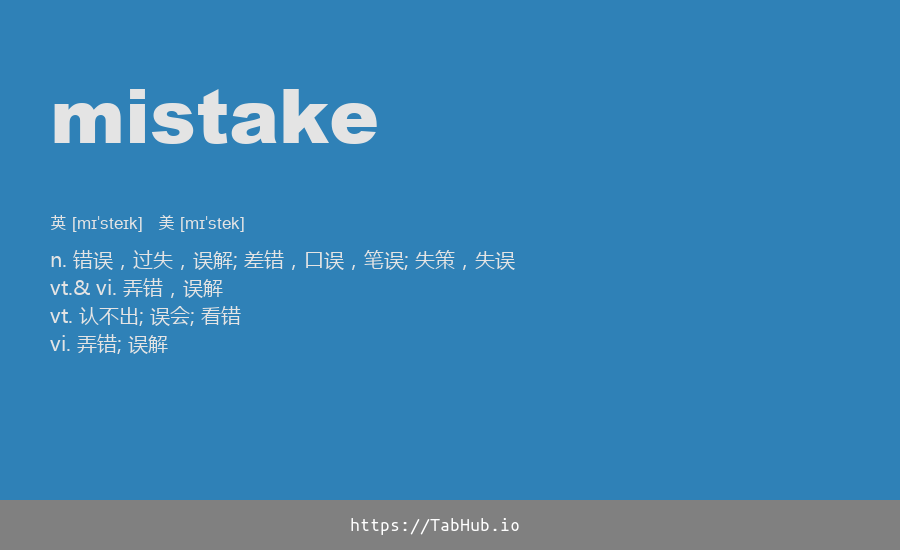 mistake
英 [mɪˈsteɪk] 美 [mɪˈstek]
n. 错误，过失，误解; 差错，口误，笔误; 失策，失误
vt.& vi. 弄错，误解
vt. 认不出; 误会; 看错
vi. 弄错; 误解
https://TabHub.io